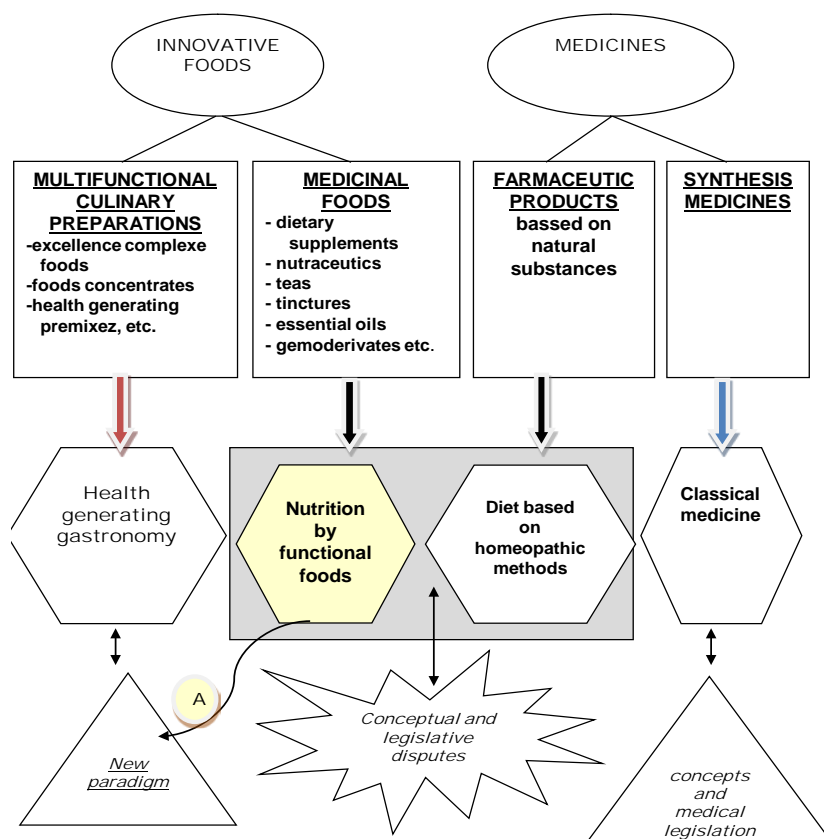 INNOVATIVE
FOODS
MEDICINES
MULTIFUNCTIONAL
CULINARY
PREPARATIONS
-excellence complexe
foods
-foods concentrates
-health generating
premixez, etc.
MEDICINAL
FOODS
- dietary
supplements
- nutraceutics
- teas
- tinctures
- essential oils
- gemoderivates etc.
FARMACEUTIC
PRODUCTS
bassed on
natural
substances
SYNTHESIS
MEDICINES
Health
generating
gastronomy
Nutrition
by
functional
foods
Diet based
on
homeopathic
methods
Classical
medicine
A
New
paradigm
Conceptual and
legislative
disputes
concepts
and
medical
legislation